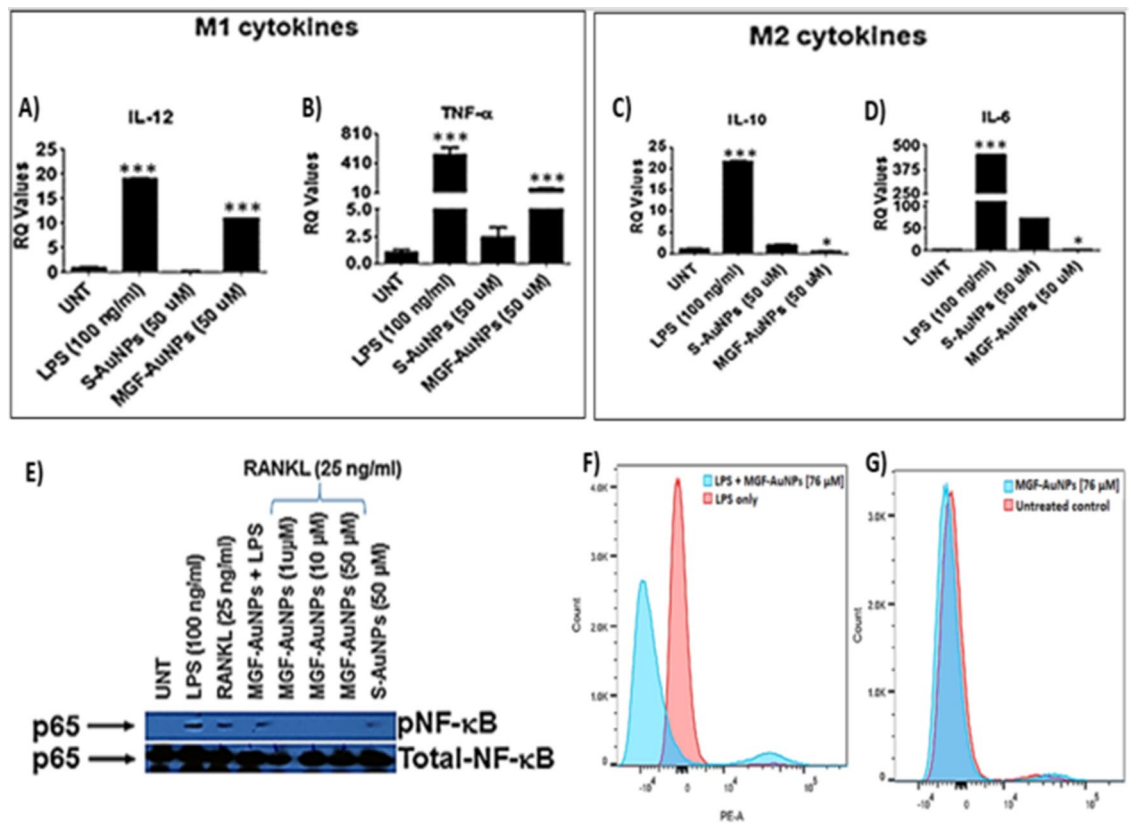 M1 cytokines
A)
IL-12
RQ Values
25
20
15
10
5
0
***
***
UNT
LPS (100 ng/ml)
S-AuNPs (50 uM)
MGF-AuNPs (50 uM)
B)
TNF-α
RQ Values
810
410
10
5.0
2.5
0.0
***
***
UNT
LPS (100 ng/ml)
S-AuNPs (50 uM)
MGF-AuNPs (50 uM)
M2 cytokines
C)
IL-10
RQ Values
25
20
15
10
5
0
***
*
UNT
LPS (100 ng/ml)
S-AuNPs (50 uM)
MGF-AuNPs (50 uM)
D)
IL-6
RQ Values
500
375
250
100
50
0
***
*
UNT
LPS (100 ng/ml)
S-AuNPs (50 uM)
MGF-AuNPs (50 uM)
E)
RANKL (25 ng/ml)
UNT
LPS (100 ng/ml)
RANKL (25 ng/ml)
MGF-AuNPs + LPS
MGF-AuNPs (1uµM)
MGF-AuNPs (10 µM)
MGF-AuNPs (50 µM)
S-AuNPs (50 µM)
p65
pNF-κB
p65
Total-NF-κB
F)
LPS + MGF-AuNPs [76 µM]
LPS only
Count
4.0K
3.0K
2.0K
1.0K
0
-10⁴
0
10⁴
10⁵
PE-A
G)
MGF-AuNPs [76 µM]
Untreated control
Count
3.0K
2.0K
1.0K
0
-10⁴
0
10⁴
10⁵